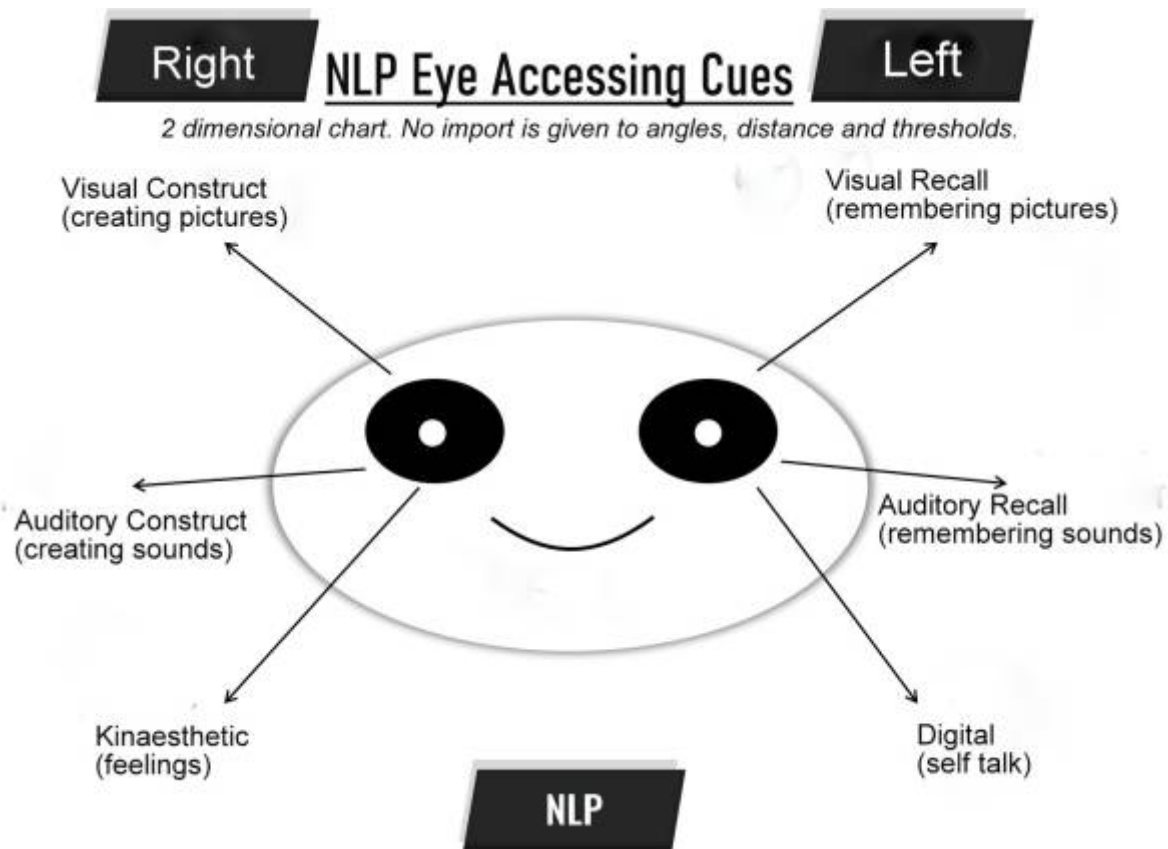 Right
NLP Eye Accessing Cues
Left
2 dimensional chart. No import is given to angles, distance and thresholds.
Visual Construct
(creating pictures)
Visual Recall
(remembering pictures)
Auditory Construct
(creating sounds)
Auditory Recall
(remembering sounds)
Kinaesthetic
(feelings)
Digital
(self talk)
NLP